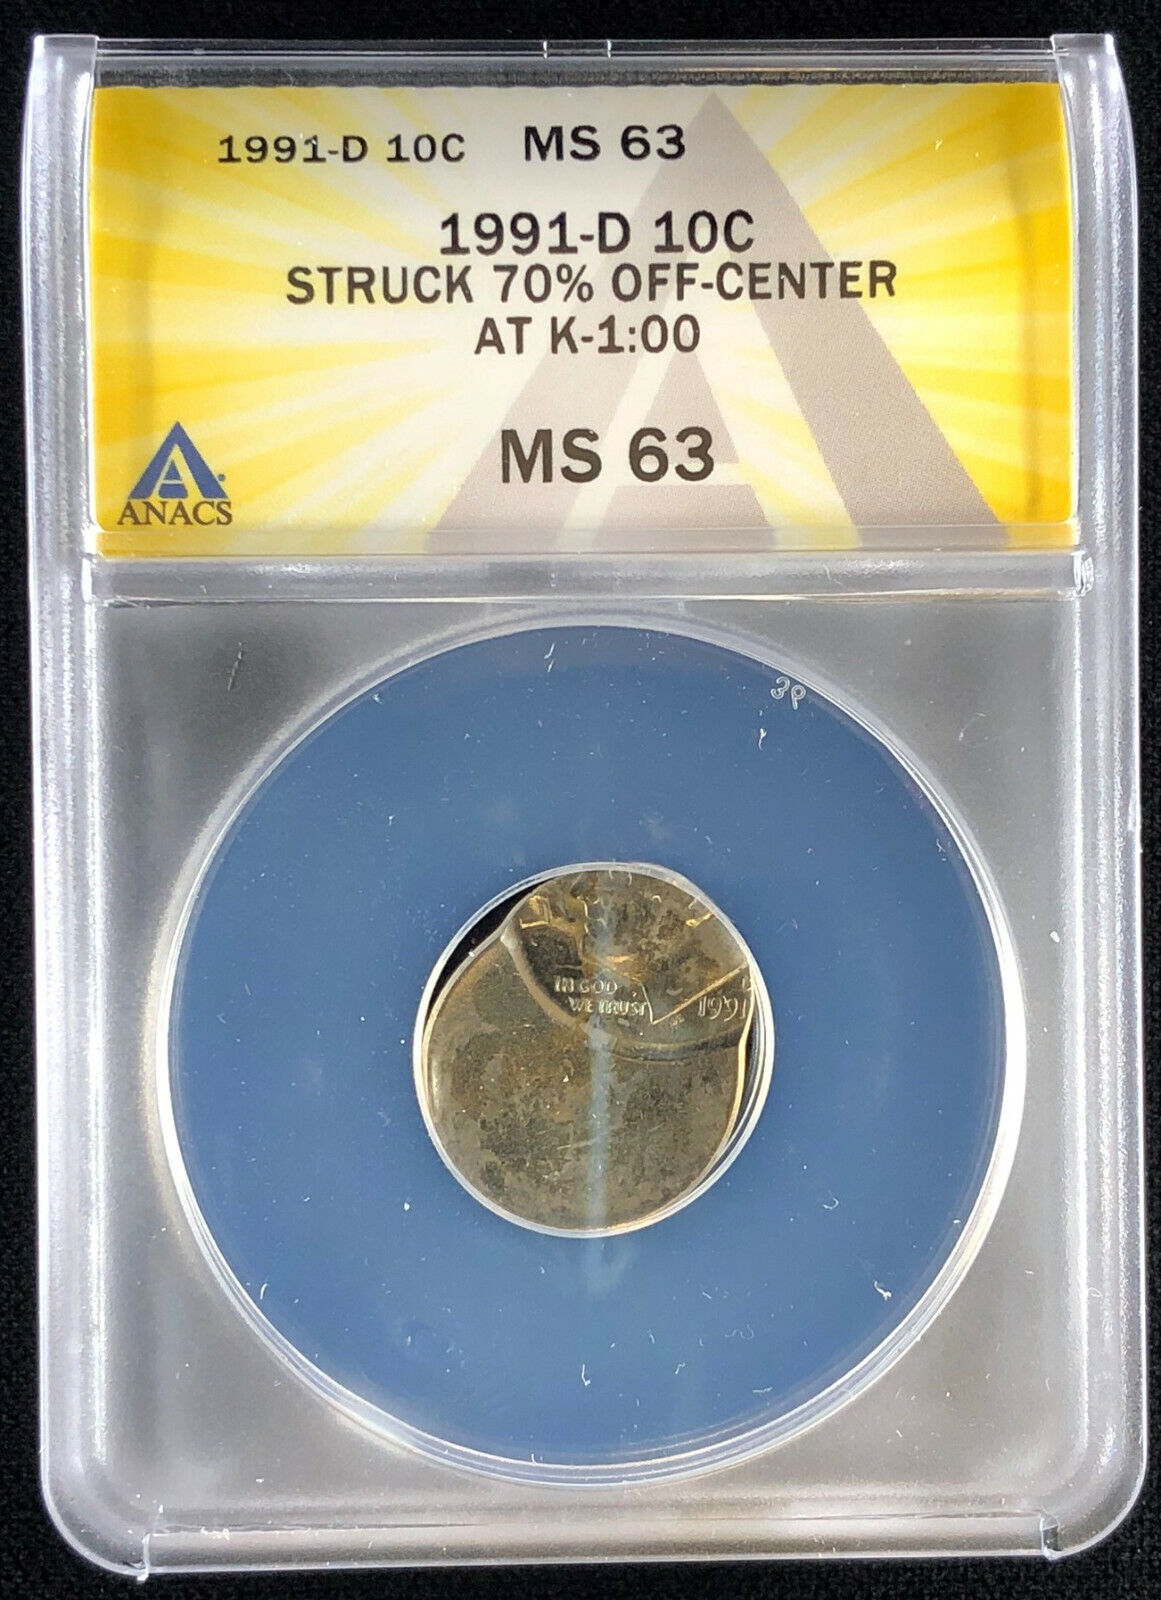 1991-D 10C MS 63
1991-D 10C
STRUCK 70% OFF-CENTER
AT K-1:00
MS 63
ANACS
IN GOD
WE TRUST
1991